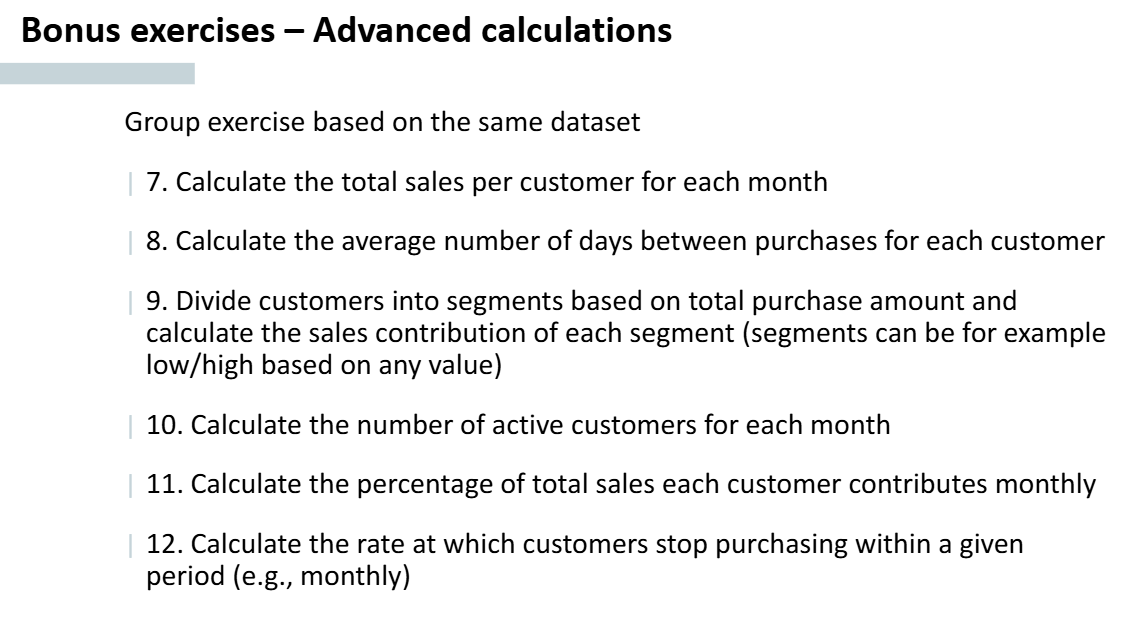 Bonus exercises – Advanced calculations
Group exercise based on the same dataset
| 7. Calculate the total sales per customer for each month
| 8. Calculate the average number of days between purchases for each customer
| 9. Divide customers into segments based on total purchase amount and
calculate the sales contribution of each segment (segments can be for example
low/high based on any value)
| 10. Calculate the number of active customers for each month
| 11. Calculate the percentage of total sales each customer contributes monthly
| 12. Calculate the rate at which customers stop purchasing within a given
period (e.g., monthly)